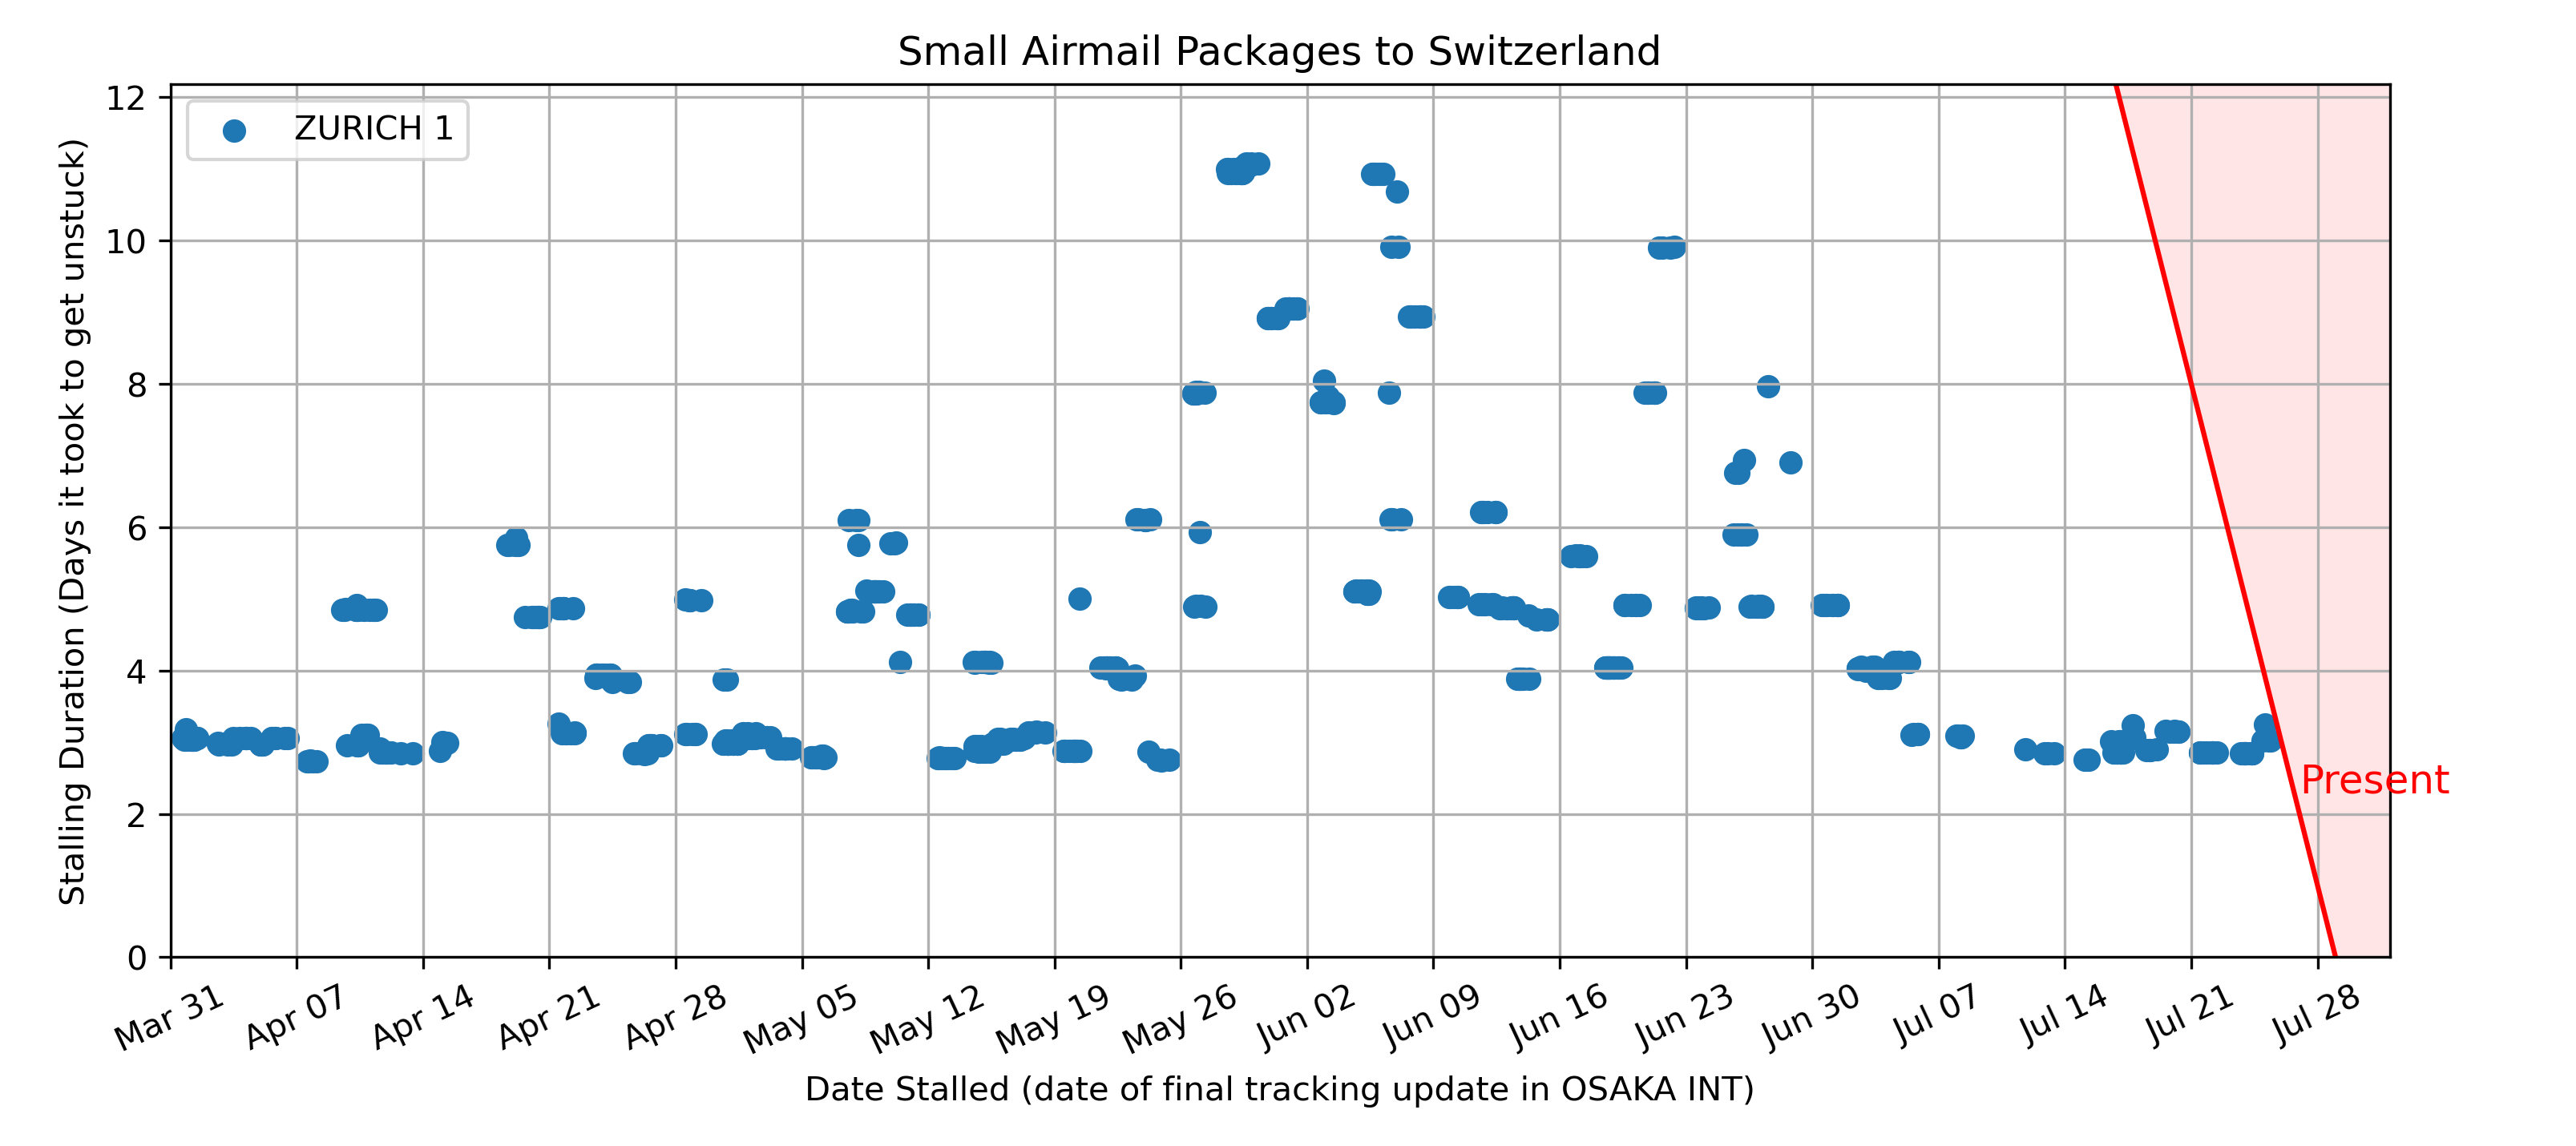 Small Airmail Packages to Switzerland
ZURICH 1
Stalling Duration (Days it took to get unstuck)
12
10
8
6
4
2
0
Present
Mar 31
Apr 07
Apr 14
Apr 21
Apr 28
May 05
May 12
May 19
May 26
Jun 02
Jun 09
Jun 16
Jun 23
Jun 30
Jul 07
Jul 14
Jul 21
Jul 28
Date Stalled (date of final tracking update in OSAKA INT)